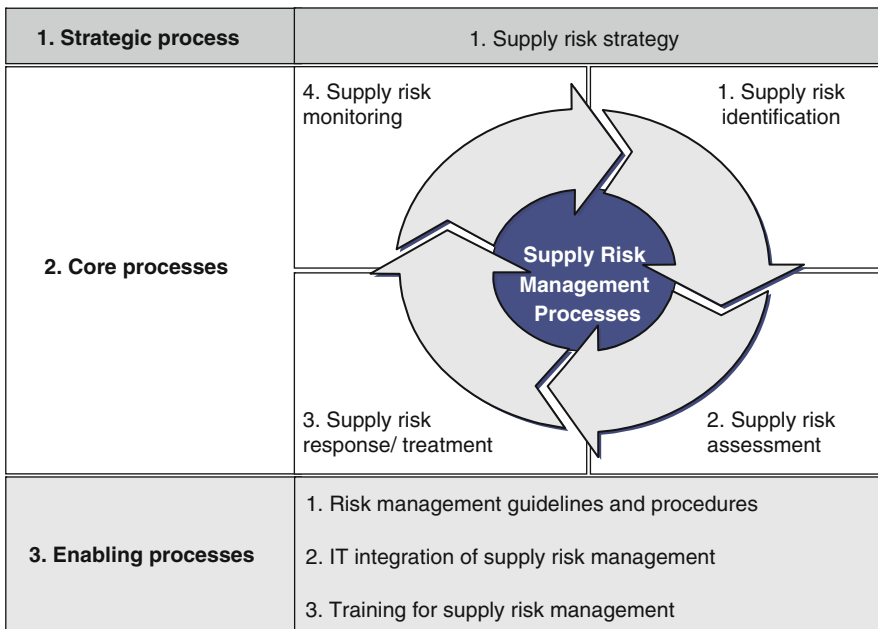 1. Strategic process
1. Supply risk strategy
2. Core processes
4. Supply risk
monitoring
1. Supply risk
identification
Supply Risk
Management
Processes
3. Supply risk
response/ treatment
2. Supply risk
assessment
3. Enabling processes
1. Risk management guidelines and procedures
2. IT integration of supply risk management
3. Training for supply risk management